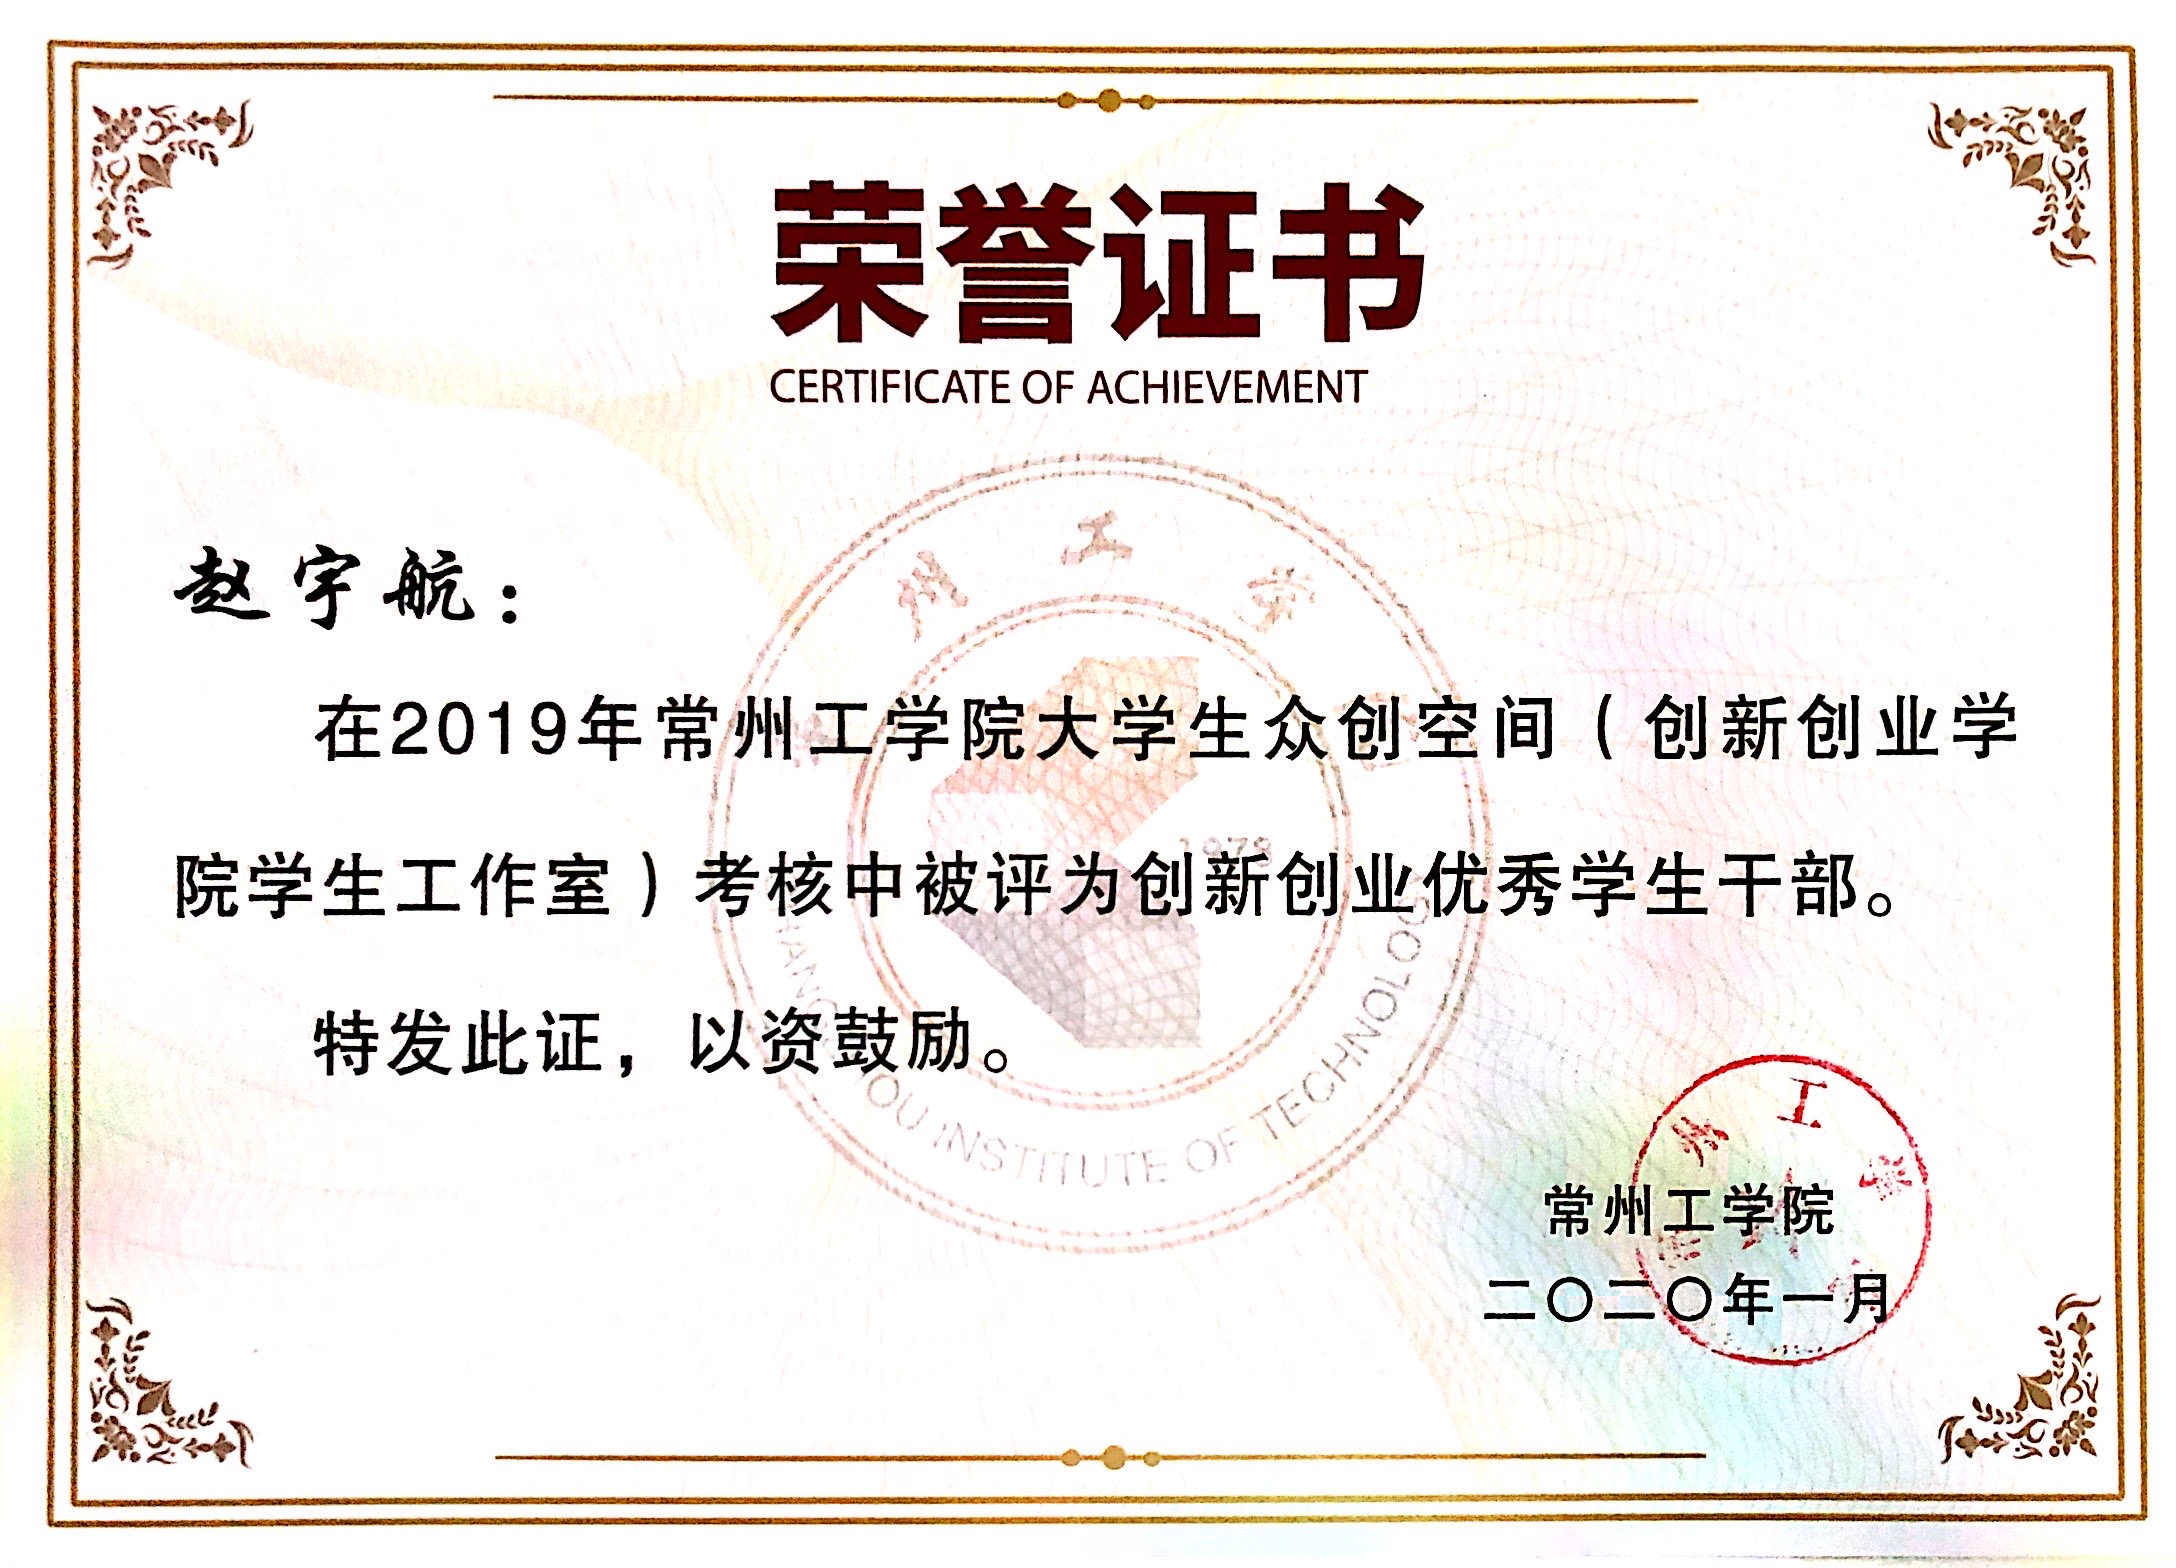 荣誉证书
CERTIFICATE OF ACHIEVEMENT
赵宇航：
在2019年常州工学院大学生众创空间（创新创业学
院学生工作室）考核中被评为创新创业优秀学生干部。
特发此证，以资鼓励。
州工学
1978
INSTITUTE OF TECHNOLOGY
常州工学院
二〇二〇年一月